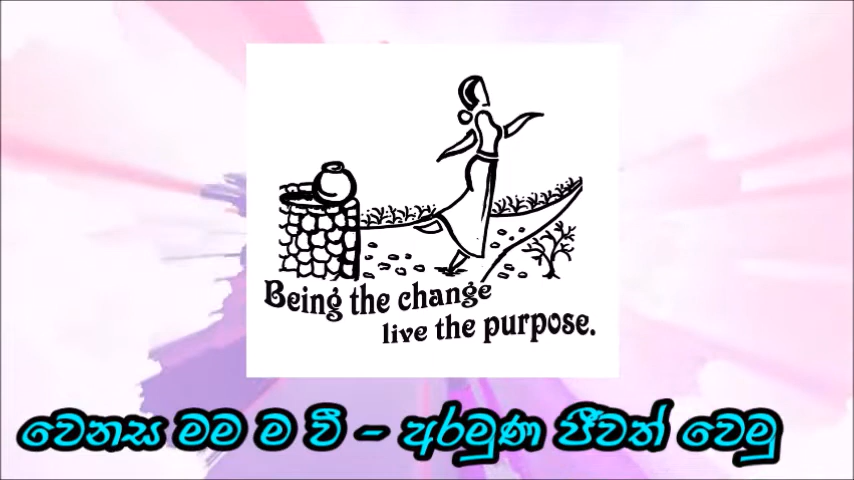 Being the change
live the purpose.
වෙනස මම ම වී - අරමුණ ජීවත් වෙමු